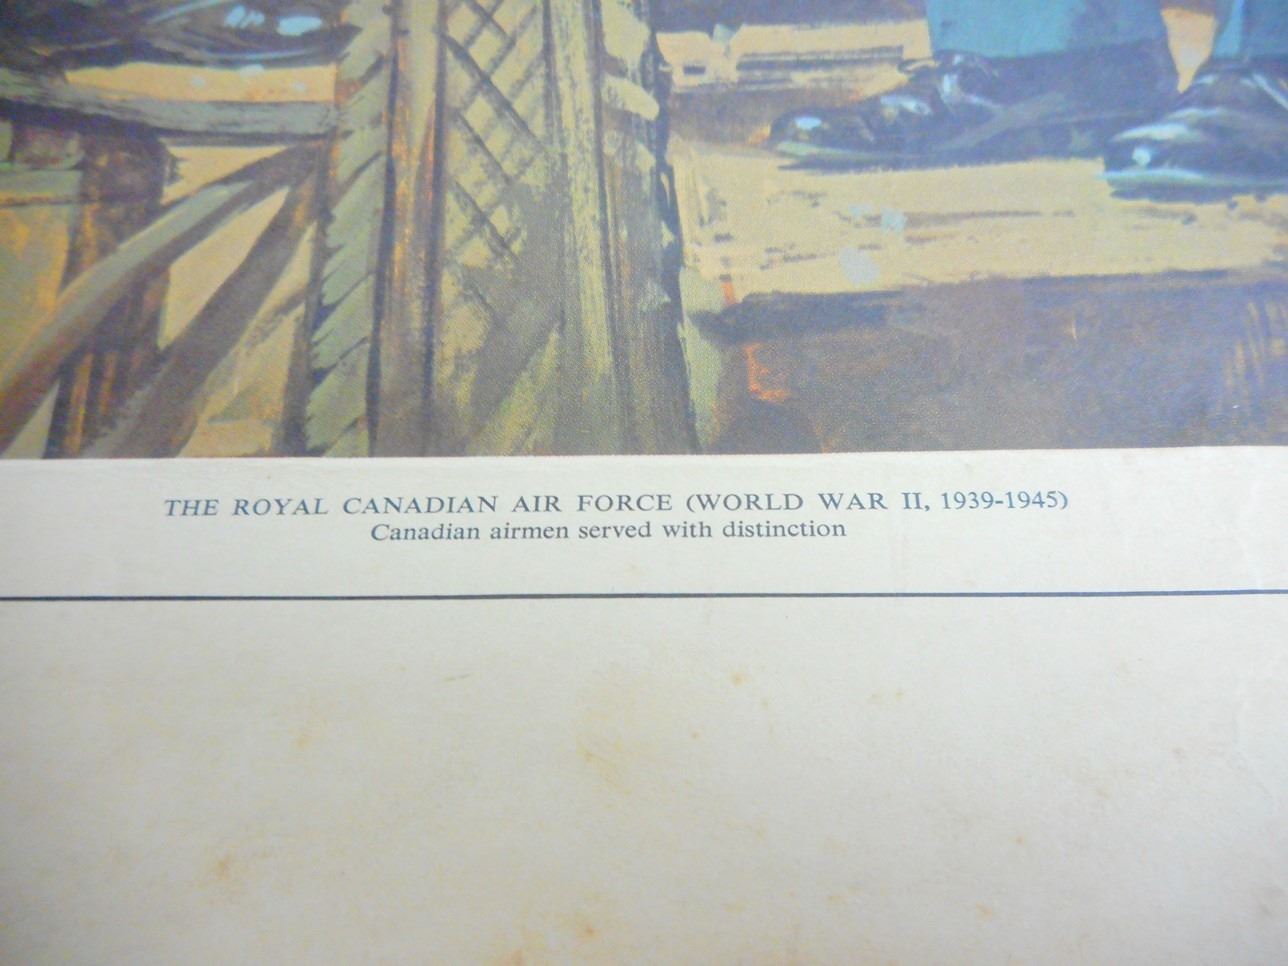 THE ROYAL CANADIAN AIR FORCE (WORLD WAR II, 1939-1945)
Canadian airmen served with distinction